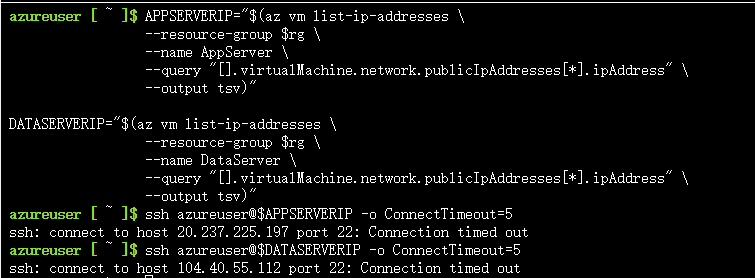 azureuser [ ~ ]$ APPSERVERIP="$(az vm list-ip-addresses \
--resource-group $rg \
--name AppServer \
--query "[].virtualMachine.network.publicIpAddresses[*].ipAddress" \
--output tsv)"
DATASERVERIP="$(az vm list-ip-addresses \
--resource-group $rg \
--name DataServer \
--query "[].virtualMachine.network.publicIpAddresses[*].ipAddress" \
--output tsv)"
azureuser [ ~ ]$ ssh azureuser@$APPSERVERIP -o ConnectTimeout=5
ssh: connect to host 20.237.225.197 port 22: Connection timed out
azureuser [ ~ ]$ ssh azureuser@$DATASERVERIP -o ConnectTimeout=5
ssh: connect to host 104.40.55.112 port 22: Connection timed out